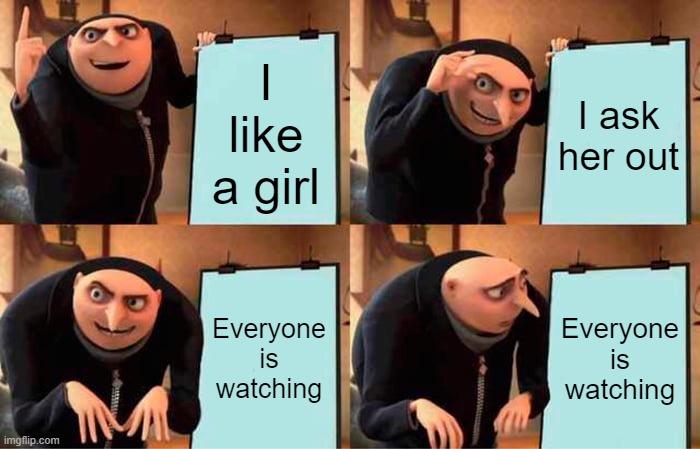 I
like
a girl
I ask
her out
Everyone
is
watching
Everyone
is
watching
imgflip.com